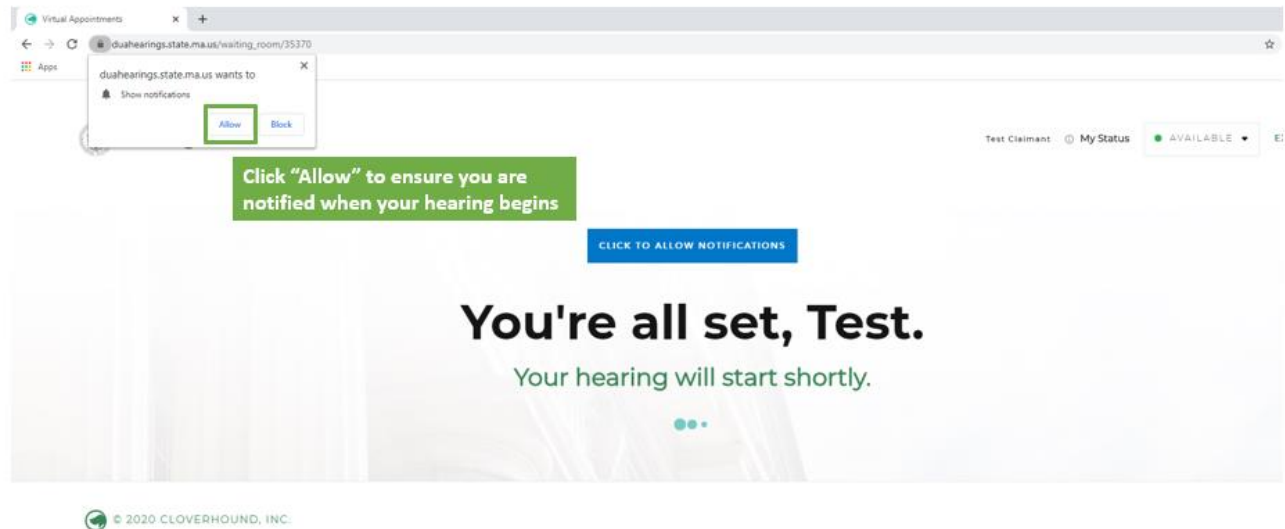 Virtual Appointments
duahearings.state.ma.us/waiting_room/35370
Apps
duahearings.state.ma.us wants to
Show notifications
Allow Block
Test Claimant My Status AVAILABLE
Click “Allow” to ensure you are
notified when your hearing begins
CLICK TO ALLOW NOTIFICATIONS
You're all set, Test.
Your hearing will start shortly.
© 2020 CLOVERHOUND, INC.